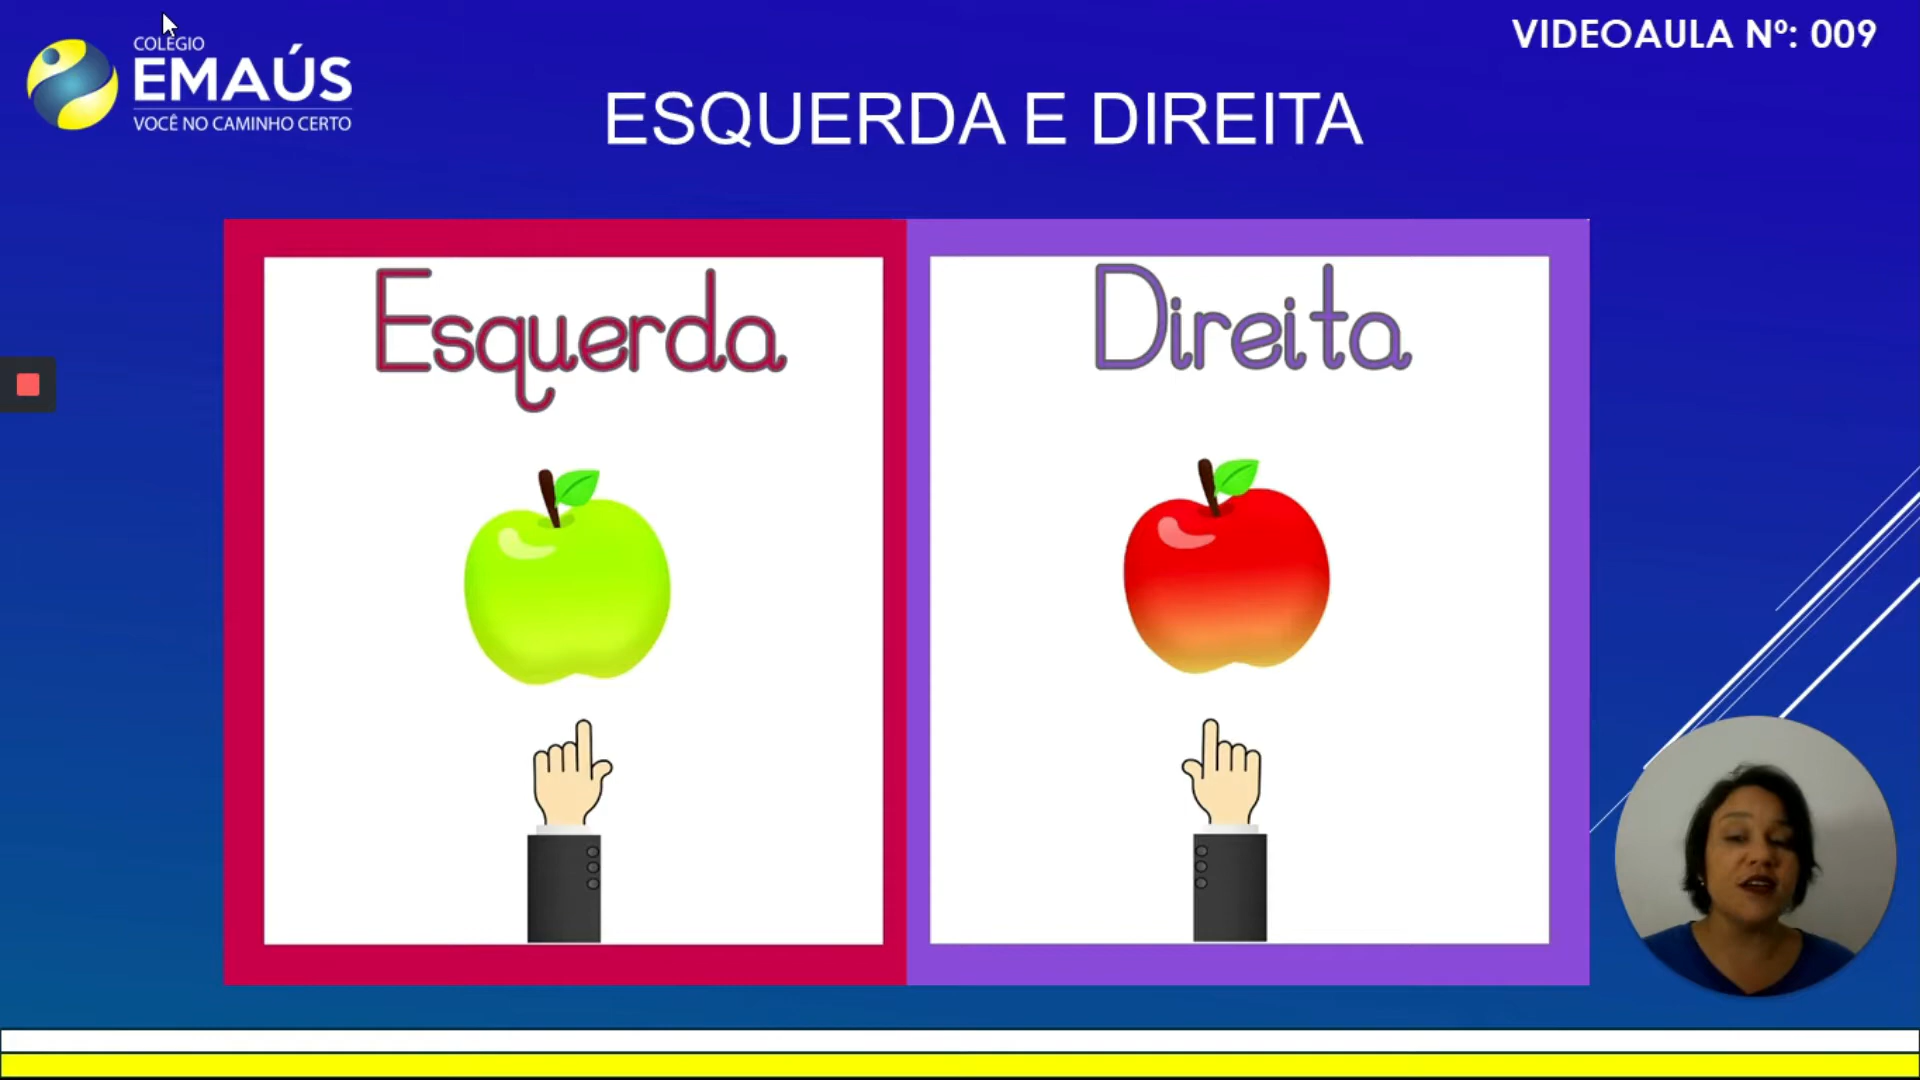 COLÉGIO
EMAÚS
VOCÊ NO CAMINHO CERTO
VIDEOAULA Nº: 009
ESQUERDA E DIREITA
Esquerda
Direita